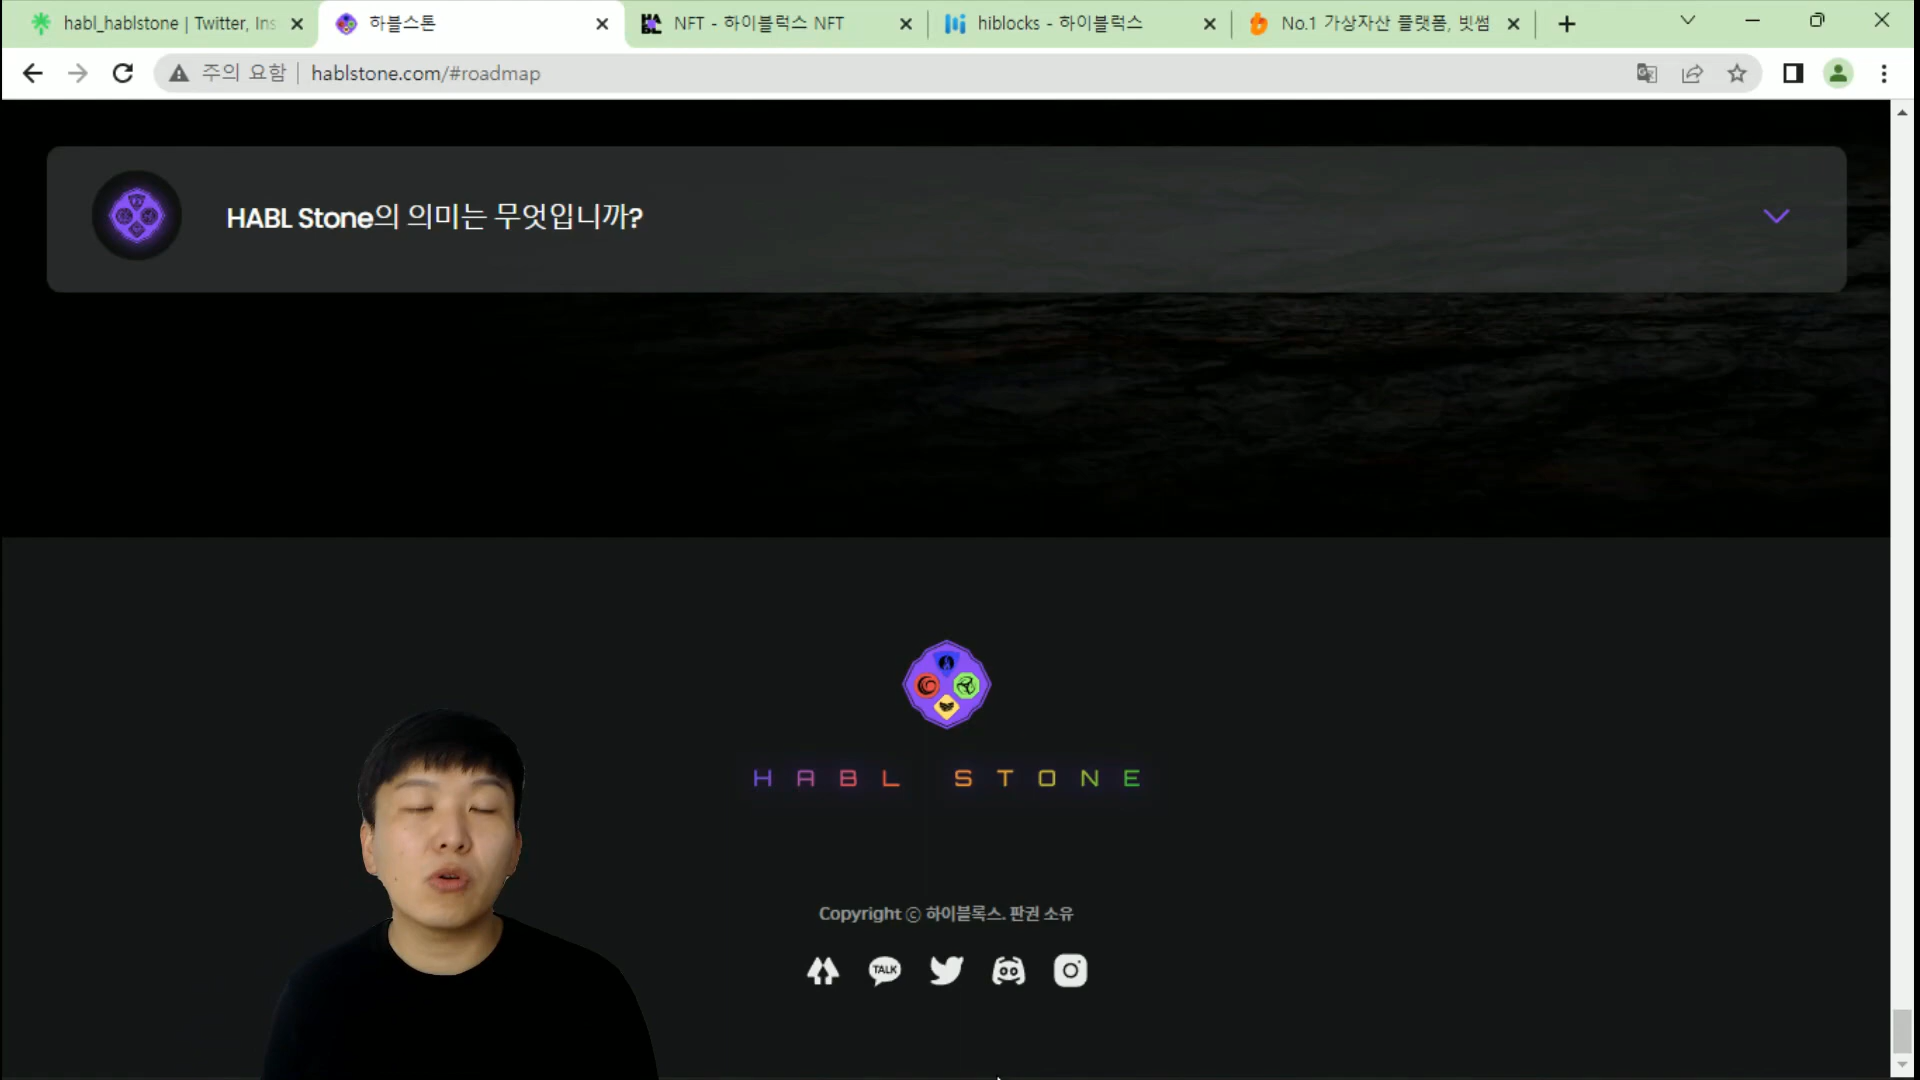 habl_hablstone | Twitter, Ins
하블스톤
NFT - 하이블럭스 NFT
hiblocks - 하이블럭스
No.1 가상자산 플랫폼, 빗썸
주의 요함
hablstone.com/#roadmap
HABL Stone의 의미는 무엇입니까?
HABL STONE
Copyright ⓒ 하이블록스. 판권 소유
TALK